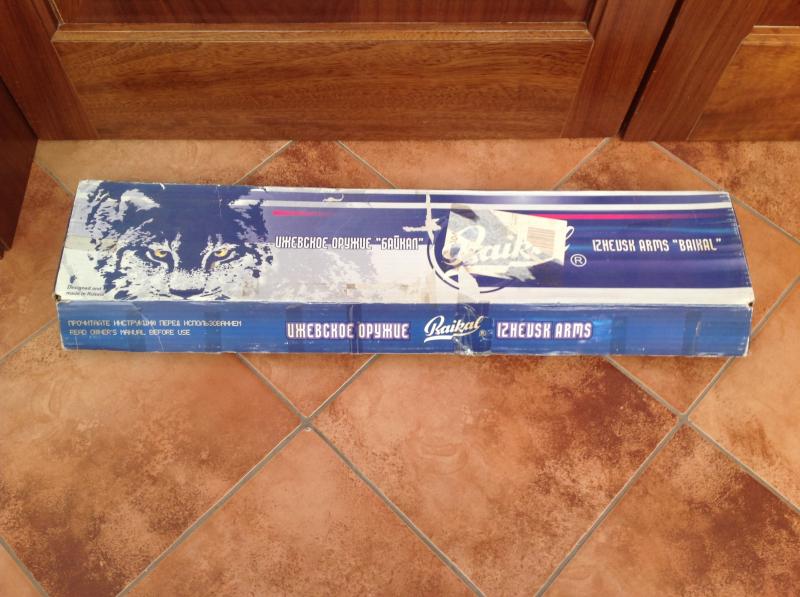 ИЖЕВСКОЕ ОРУЖИЕ "БАЙКАЛ"
Baikal
®
IZHEVSK ARMS "BAIKAL"
Designed and
made in Russia
ПРОЧИТАЙТЕ ИНСТРУКЦИЮ ПЕРЕД ИСПОЛЬЗОВАНИЕМ
READ OWNER'S MANUAL BEFORE USE
ИЖЕВСКОЕ ОРУЖИЕ
Baikal
IZHEVSK ARMS